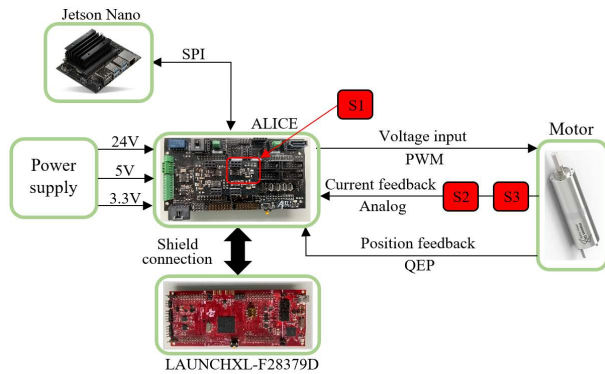 Jetson Nano
SPI
S1
ALICE
24V
Voltage input
Motor
PWM
Power
supply
5V
Current feedback
S2
S3
Analog
3.3V
Shield
connection
Position feedback
QEP
LAUNCHXL-F28379D